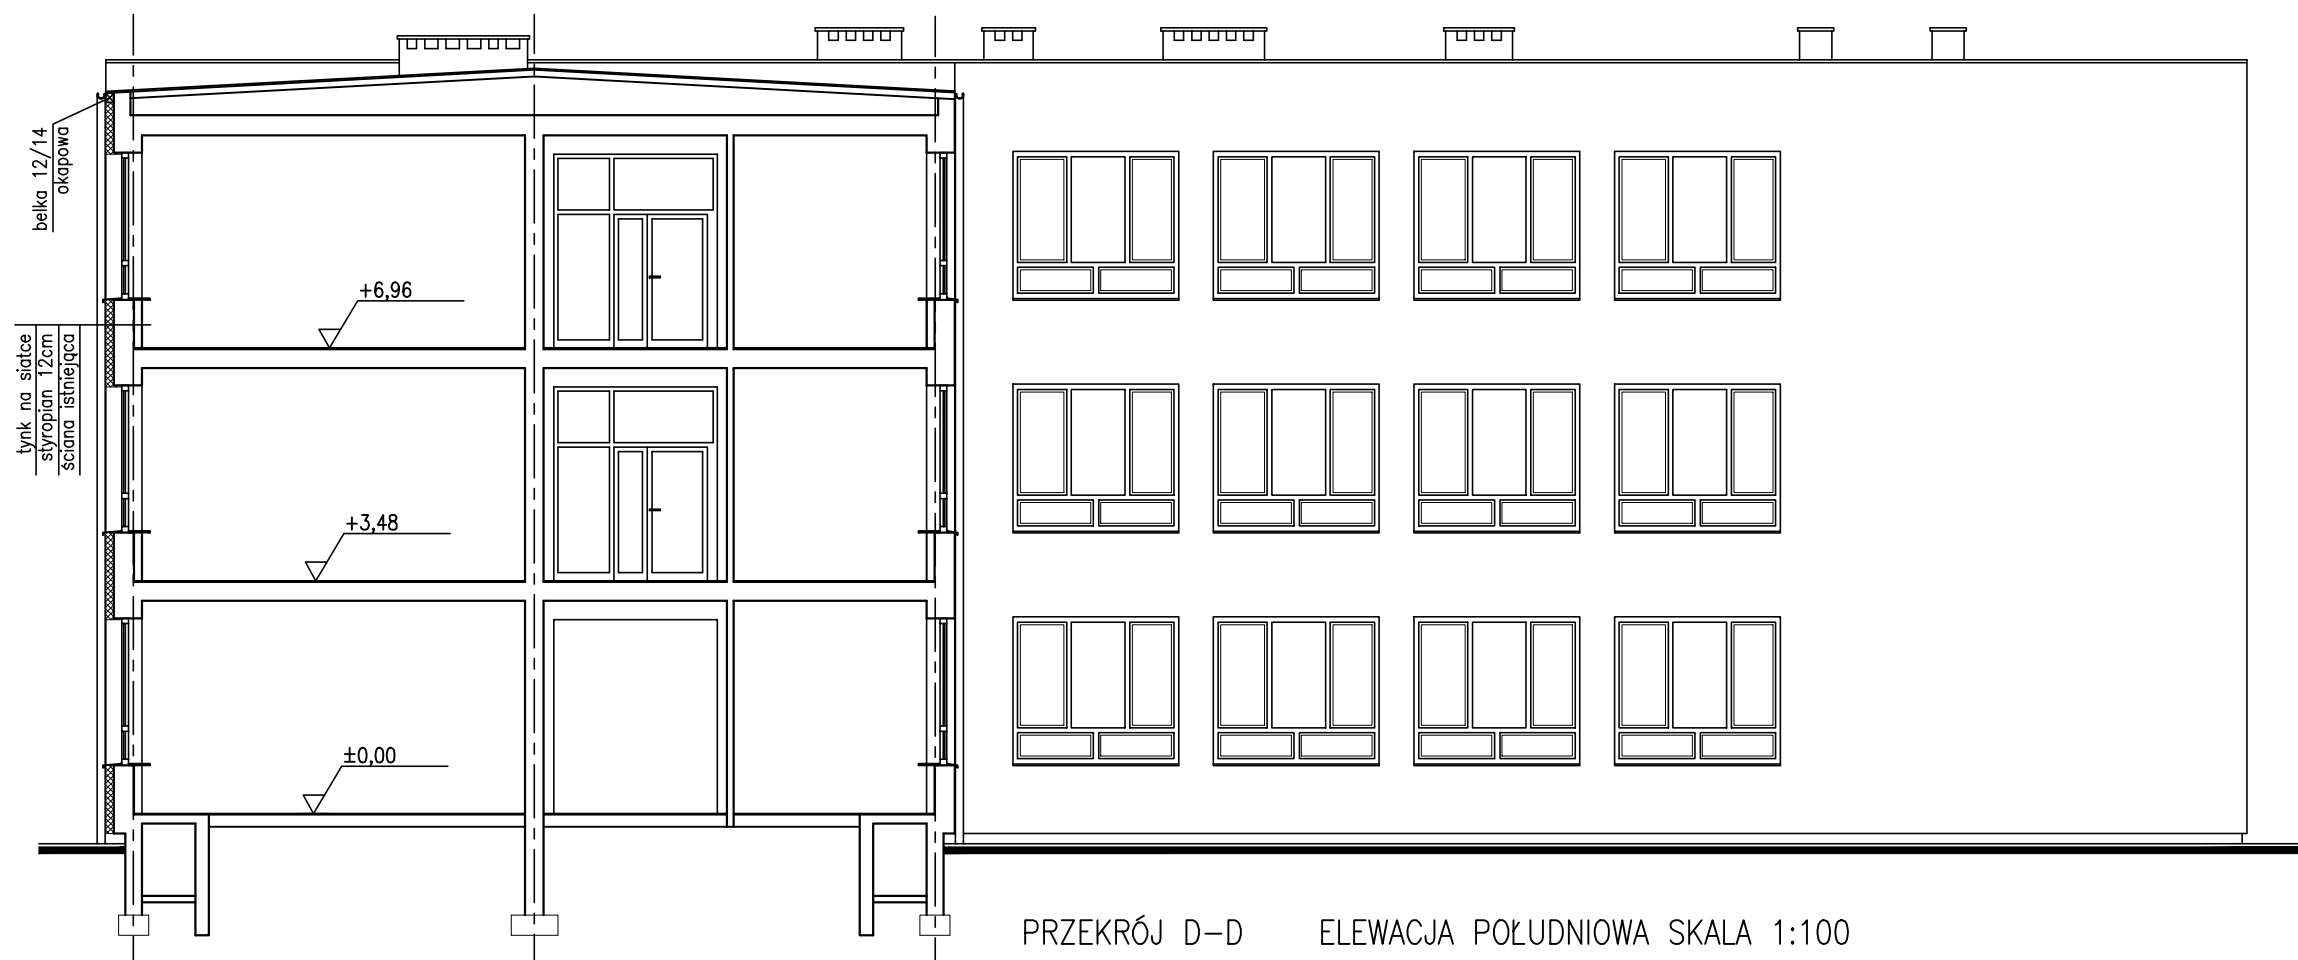 belka 12/14
okapowa
+6,96
tynk na siatce
styropian 12cm
ściana istniejąca
+3,48
±0,00
PRZEKRÓJ D-D ELEWACJA POŁUDNIOWA SKALA 1:100